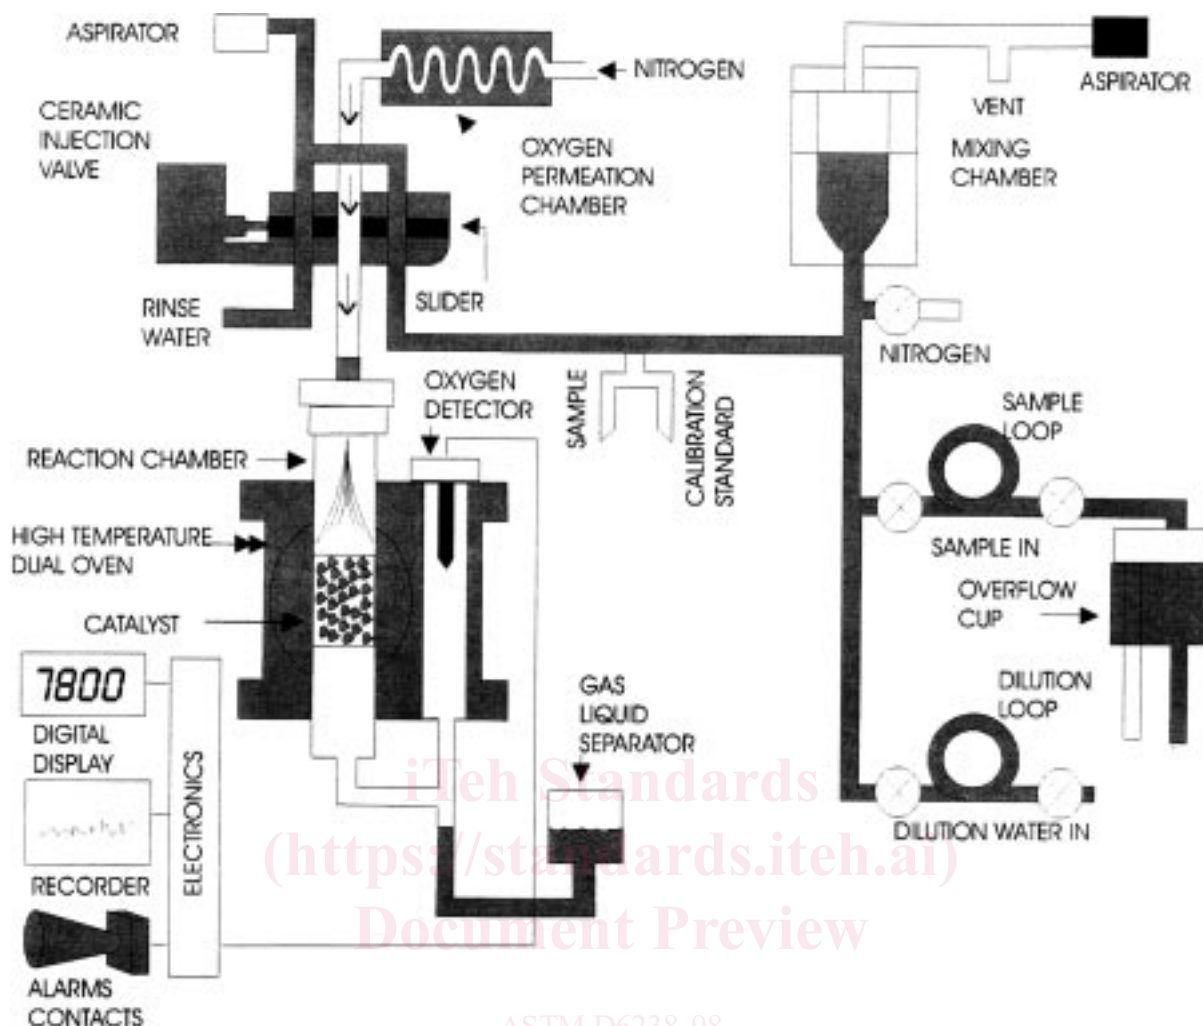 ASPIRATOR
NITROGEN
ASPIRATOR
VENT
CERAMIC
INJECTION
VALVE
OXYGEN
PERMEATION
CHAMBER
MIXING
CHAMBER
RINSE
WATER
SLIDER
NITROGEN
OXYGEN
DETECTOR
SAMPLE
CALIBRATION
STANDARD
SAMPLE
LOOP
REACTION CHAMBER
HIGH TEMPERATURE
DUAL OVEN
SAMPLE IN
OVERFLOW
CUP
CATALYST
7800
DIGITAL
DISPLAY
GAS
LIQUID
SEPARATOR
DILUTION
LOOP
ELECTRONICS
DILUTION WATER IN
RECORDER
ALARMS
CONTACTS
iTeh Standards
(https://standards.iteh.ai)
Document Preview
ASTM D6238-98